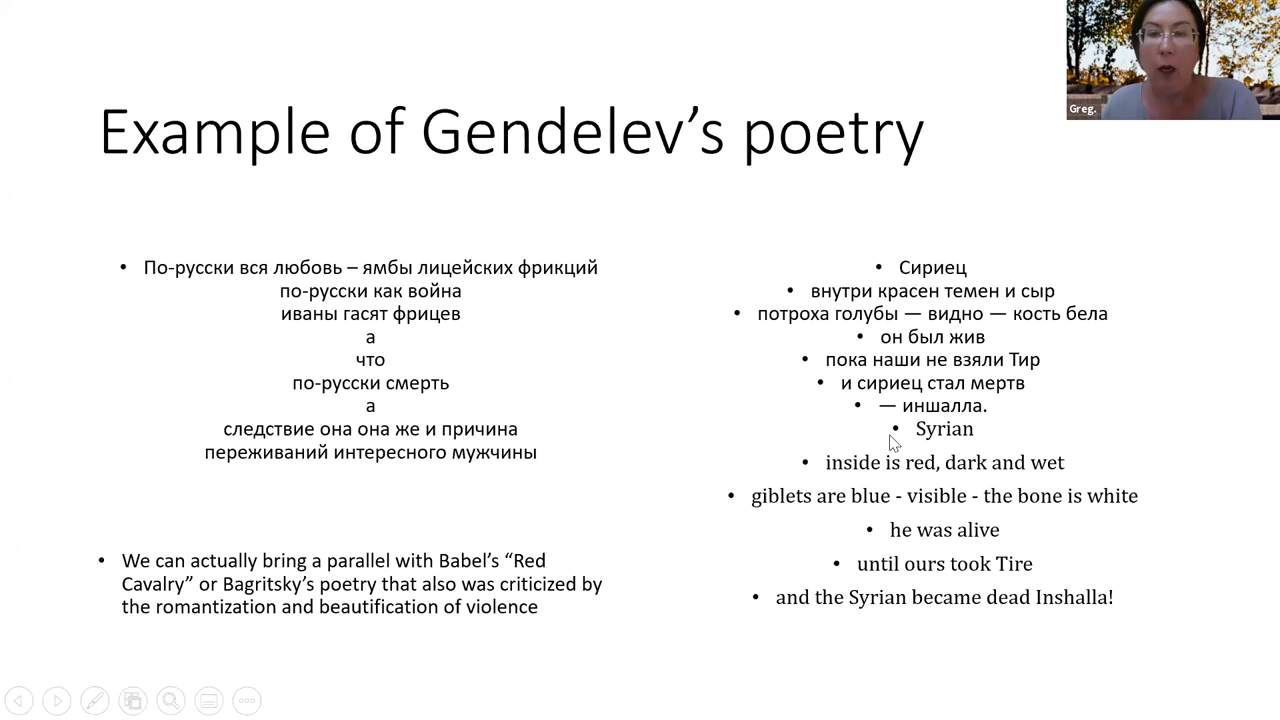 Greg.
Example of Gendelev’s poetry
• По-русски вся любовь – ямбы лицейских фрикций
по-русски как война
иваны гасят фрицев
а
что
по-русски смерть
а
следствие она она же и причина
переживаний интересного мужчины
• We can actually bring a parallel with Babel’s “Red
Cavalry” or Bagritsky’s poetry that also was criticized by
the romantization and beautification of violence
• Сириец
• внутри красен темен и сыр
• потроха голубы — видно — кость бела
• он был жив
• пока наши не взяли Тир
• и сириец стал мертв
• — иншалла.
• Syrian
• inside is red, dark and wet
• giblets are blue - visible - the bone is white
• he was alive
• until ours took Tire
• and the Syrian became dead Inshalla!